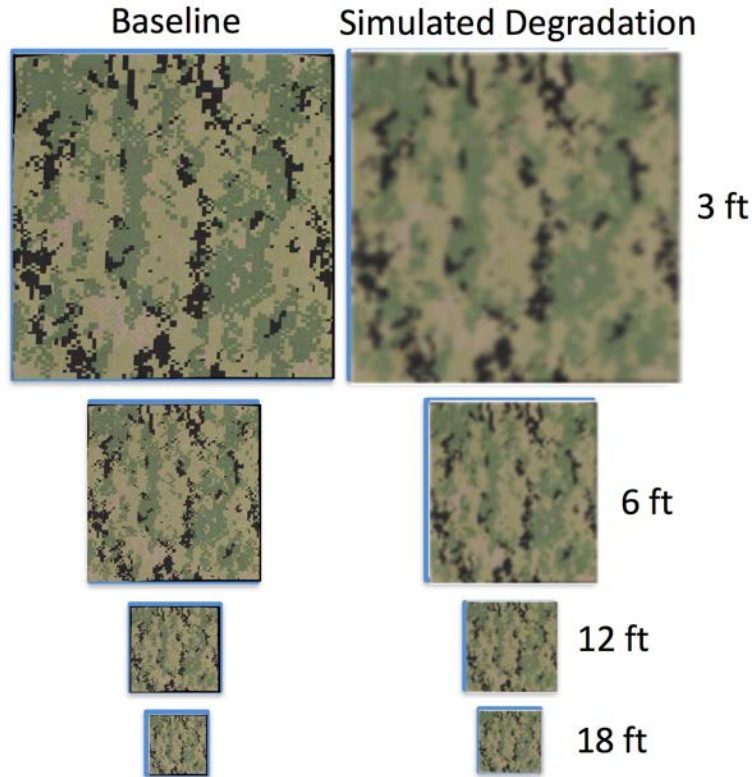 Baseline
Simulated Degradation
3 ft
6 ft
12 ft
18 ft